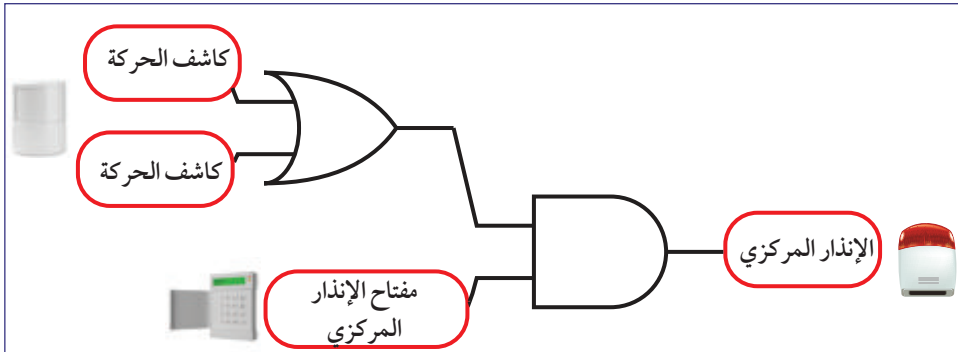 كاشف الحركة
كاشف الحركة
مفتاح الإنذار
المركزي
الإنذار المركزي